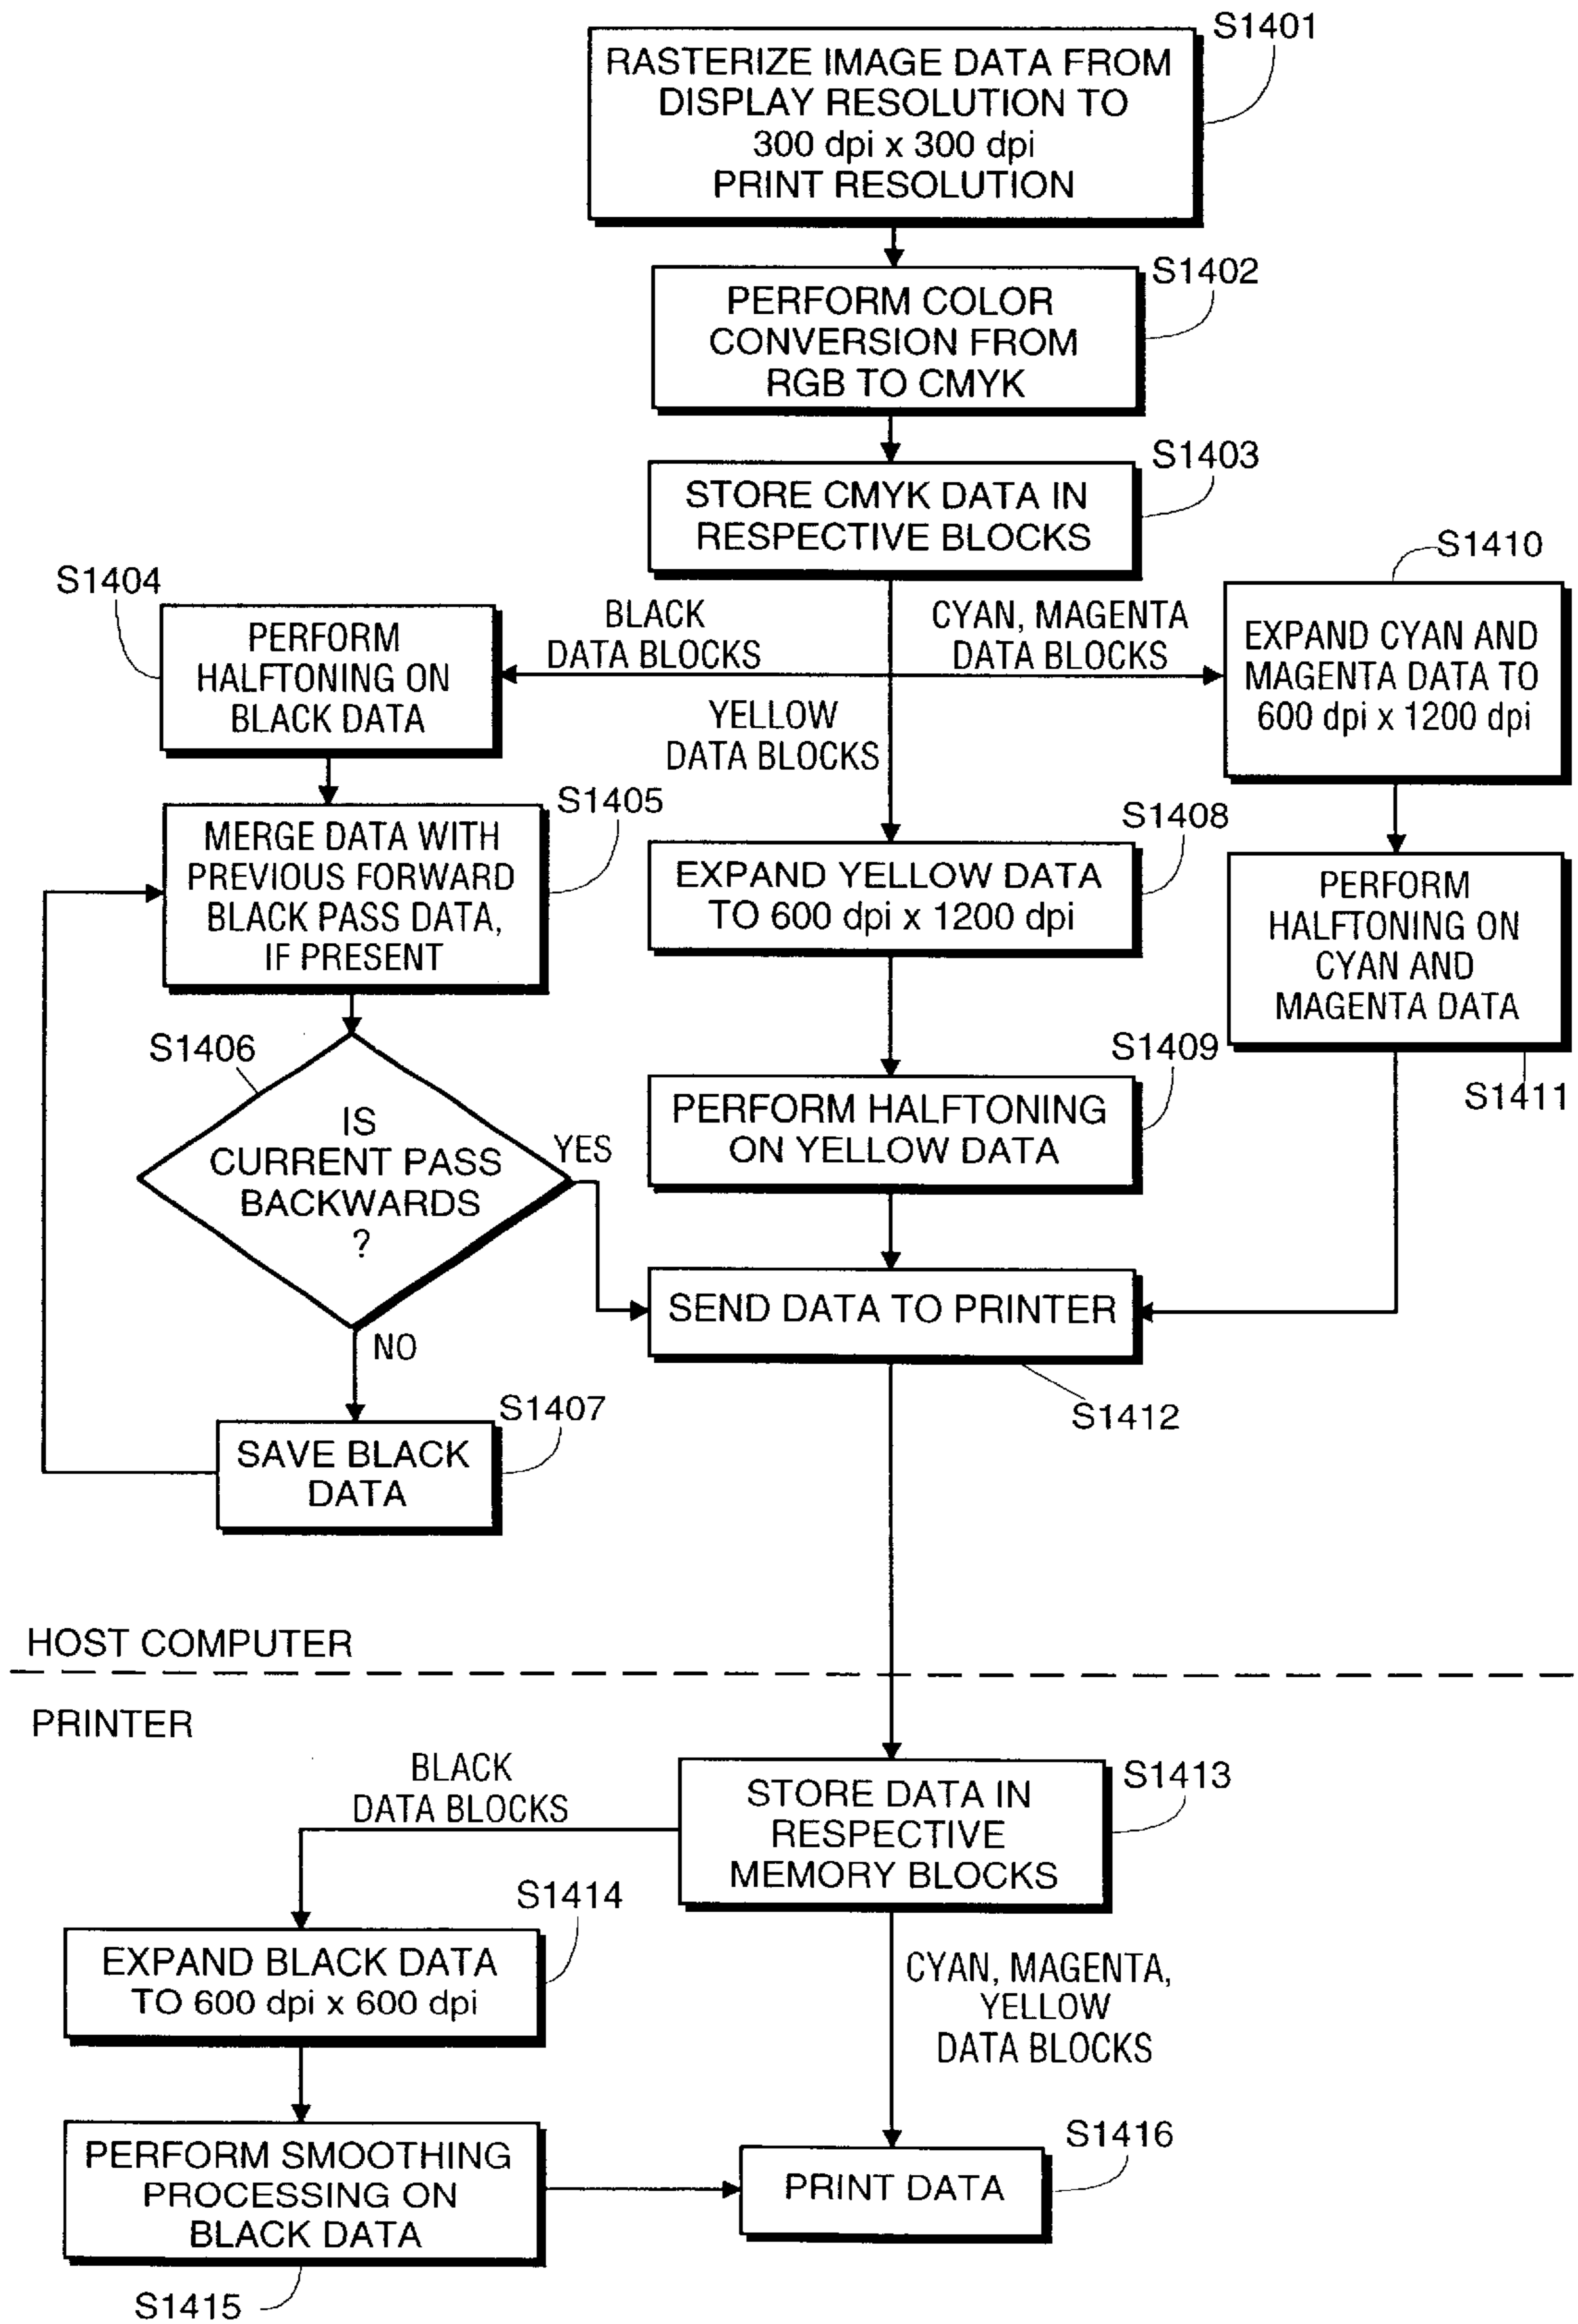 S1401
RASTERIZE IMAGE DATA FROM
DISPLAY RESOLUTION TO
300 dpi x 300 dpi
PRINT RESOLUTION
S1402
PERFORM COLOR
CONVERSION FROM
RGB TO CMYK
S1403
STORE CMYK DATA IN
RESPECTIVE BLOCKS
S1404
PERFORM
HALFTONING ON
BLACK DATA
BLACK
DATA BLOCKS
CYAN, MAGENTA
DATA BLOCKS
S1410
EXPAND CYAN AND
MAGENTA DATA TO
600 dpi x 1200 dpi
YELLOW
DATA BLOCKS
S1405
MERGE DATA WITH
PREVIOUS FORWARD
BLACK PASS DATA,
IF PRESENT
S1408
EXPAND YELLOW DATA
TO 600 dpi x 1200 dpi
PERFORM
HALFTONING ON
CYAN AND
MAGENTA DATA
S1411
S1406
IS
CURRENT PASS
BACKWARDS
?
YES
NO
S1409
PERFORM HALFTONING
ON YELLOW DATA
SEND DATA TO PRINTER
S1412
S1407
SAVE BLACK
DATA
HOST COMPUTER
PRINTER
BLACK
DATA BLOCKS
S1413
STORE DATA IN
RESPECTIVE
MEMORY BLOCKS
S1414
EXPAND BLACK DATA
TO 600 dpi x 600 dpi
CYAN, MAGENTA,
YELLOW
DATA BLOCKS
PERFORM SMOOTHING
PROCESSING ON
BLACK DATA
S1415
S1416
PRINT DATA